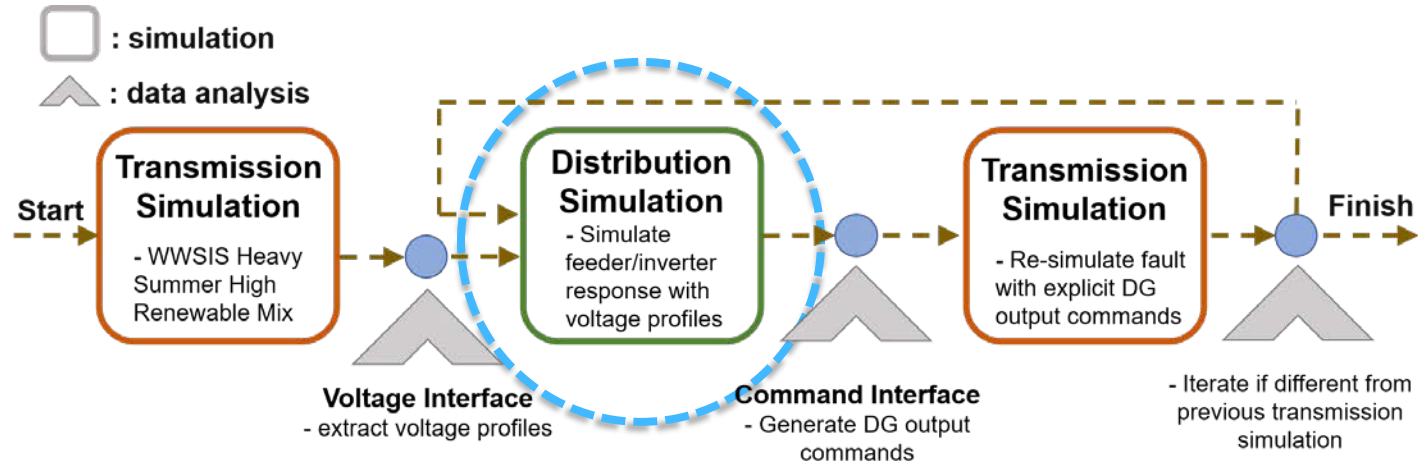 : simulation
: data analysis
Start
Transmission
Simulation
- WWSIS Heavy
Summer High
Renewable Mix
Voltage Interface
- extract voltage profiles
Distribution
Simulation
- Simulate
feeder/inverter
response with
voltage profiles
Command Interface
- Generate DG output
commands
Transmission
Simulation
- Re-simulate fault
with explicit DG
output commands
Finish
- Iterate if different from
previous transmission
simulation